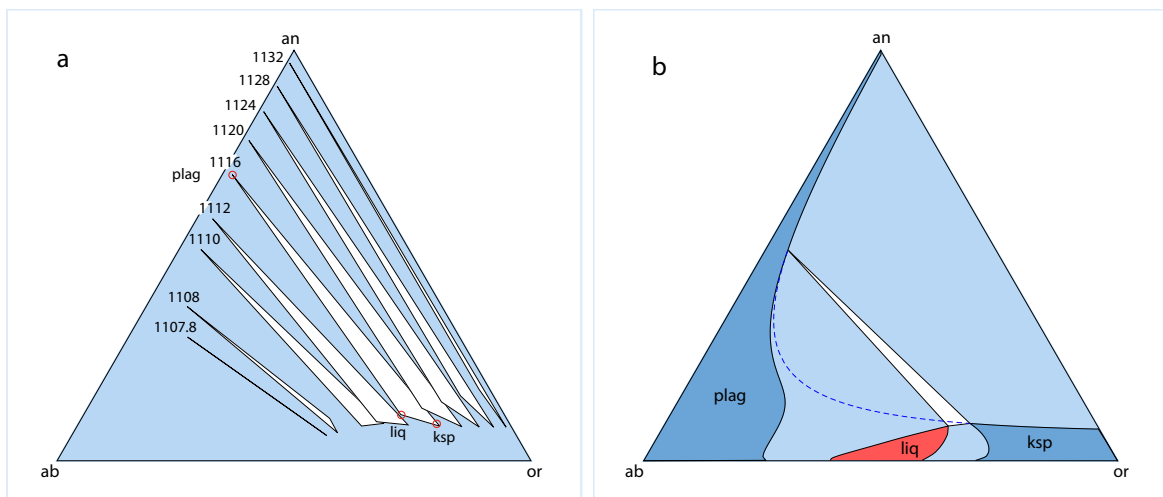 a
an
1132
1128
1124
1120
1116
plag
1112
1110
1108
1107.8
liq
ksp
ab
or
b
an
plag
liq
ksp
ab
or